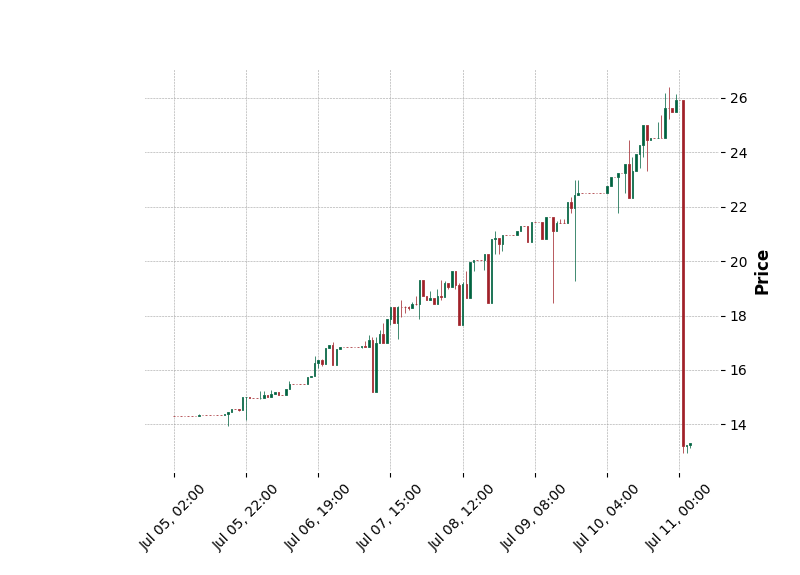 26
24
22
20
18
16
14
Price
Jul 05, 02:00
Jul 05, 22:00
Jul 06, 19:00
Jul 07, 15:00
Jul 08, 12:00
Jul 09, 08:00
Jul 10, 04:00
Jul 11, 00:00